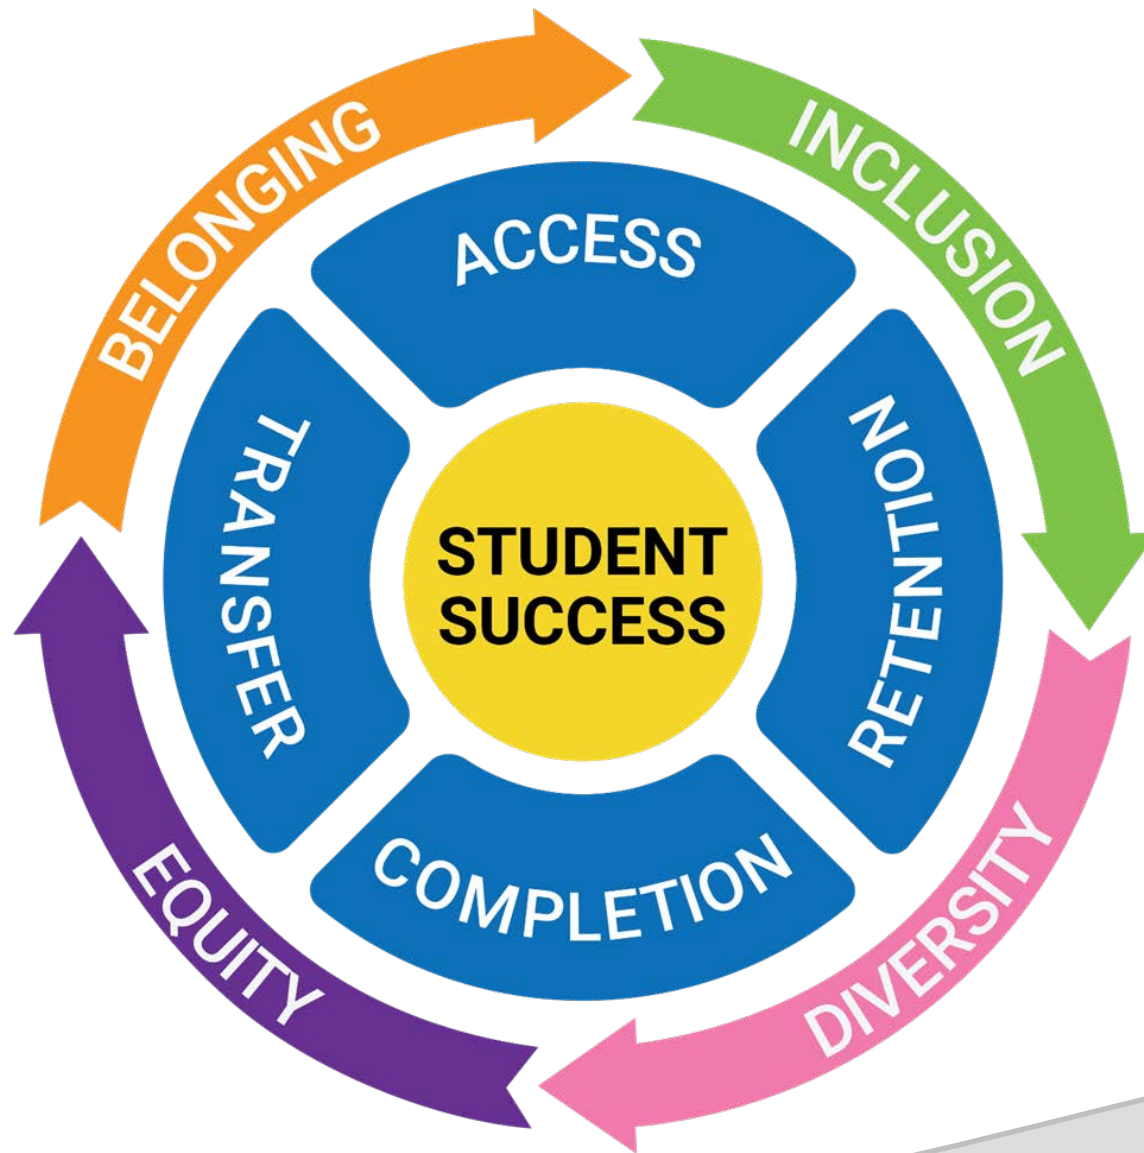 BELONGING
INCLUSION
ACCESS
TRANSFER
RETENTION
STUDENT
SUCCESS
COMPLETION
EQUITY
DIVERSITY